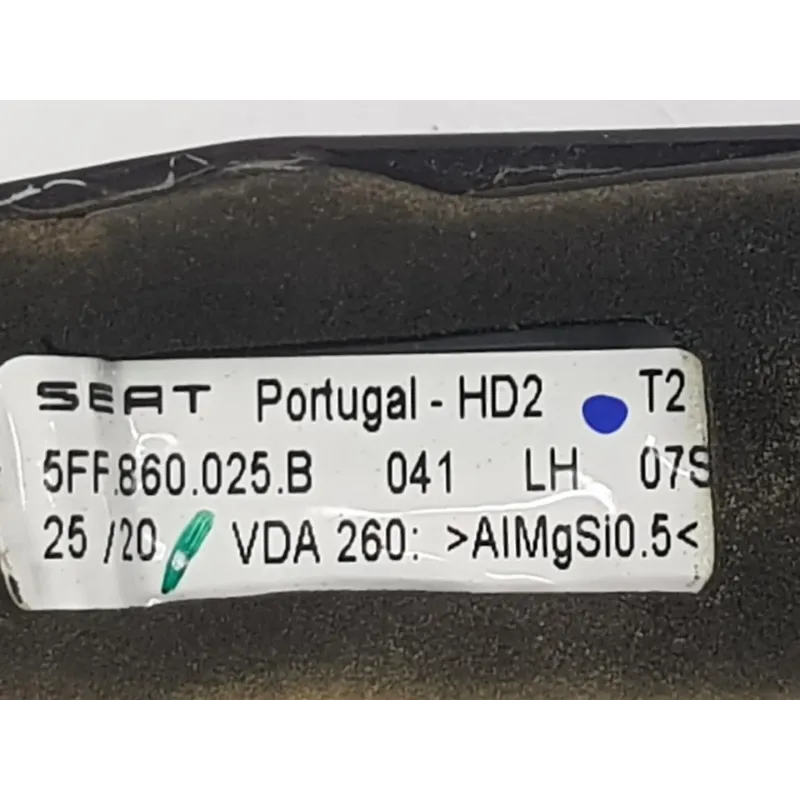 SEAT Portugal - HD2 T2
5FF.860.025.B 041 LH 07S
25 /20 VDA 260: >AlMgSi0.5<